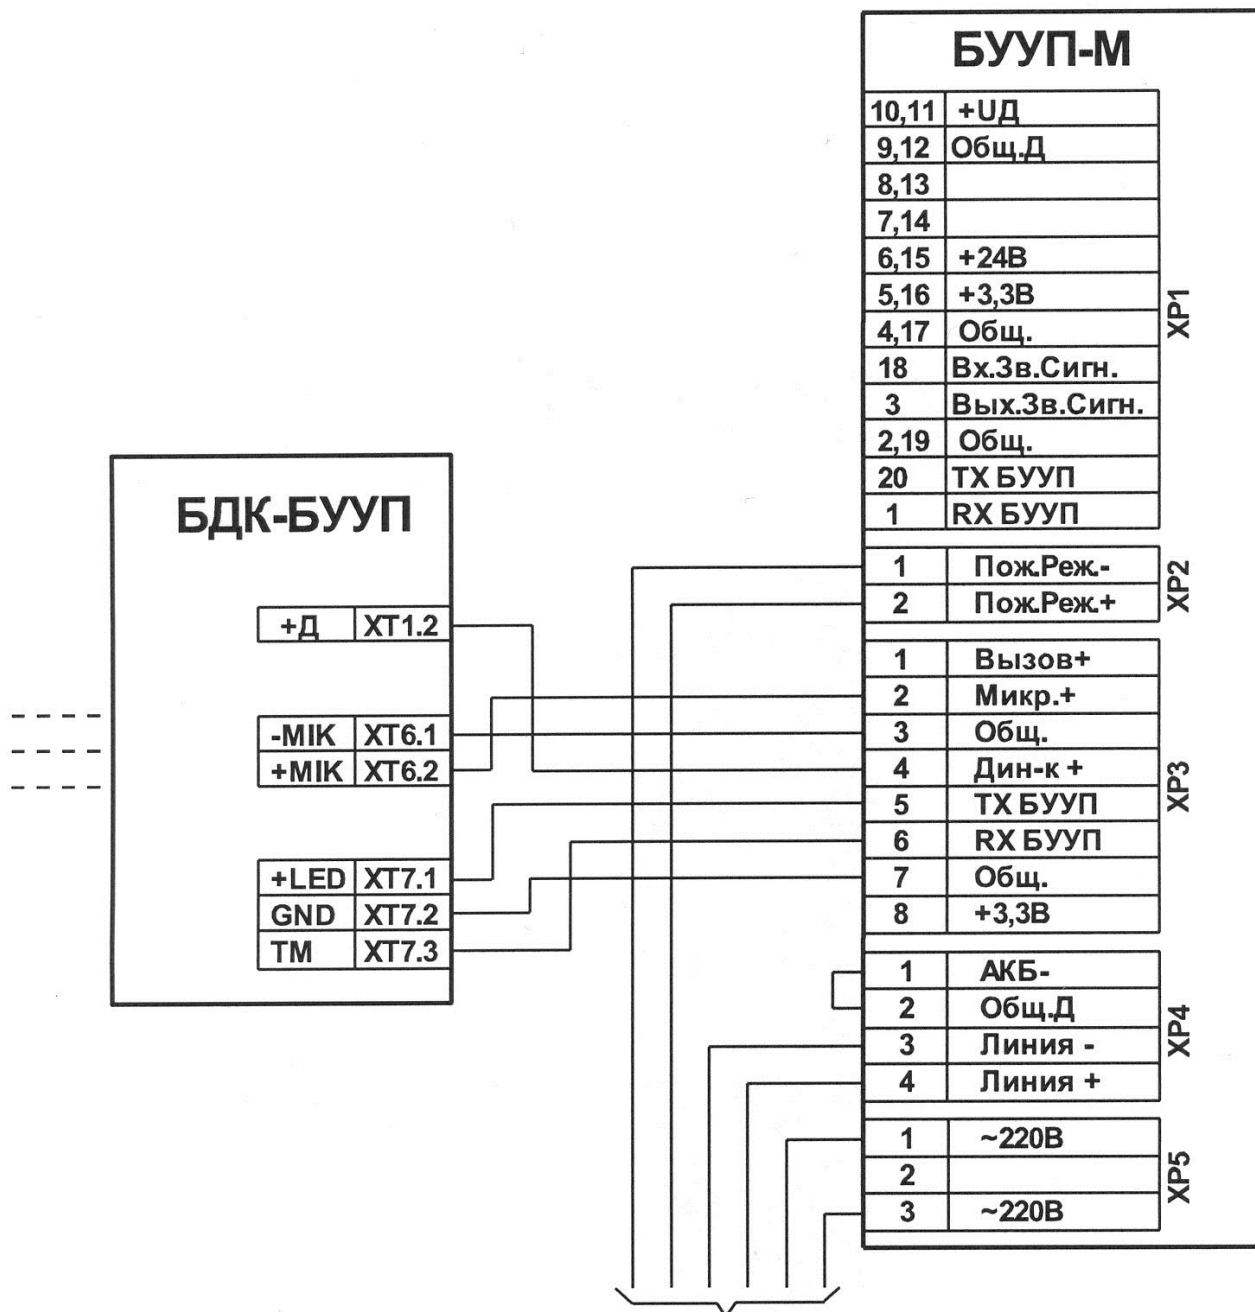 БУУП-М
10,11 +UД
9,12 Общ.Д
8,13
7,14
6,15 +24В
5,16 +3,3В
4,17 Общ.
18 Вх.Зв.Сигн.
3 Вых.Зв.Сигн.
2,19 Общ.
20 TX БУУП
1 RX БУУП
XP1
1 Пож.Реж.-
2 Пож.Реж.+
XP2
1 Вызов+
2 Микр.+
3 Общ.
4 Дин-к +
5 TX БУУП
6 RX БУУП
7 Общ.
8 +3,3В
XP3
1 АКБ-
2 Общ.Д
3 Линия -
4 Линия +
XP4
1 ~220В
2
3 ~220В
XP5
БДК-БУУП
+Д XT1.2
-MIK XT6.1
+MIK XT6.2
+LED XT7.1
GND XT7.2
TM XT7.3